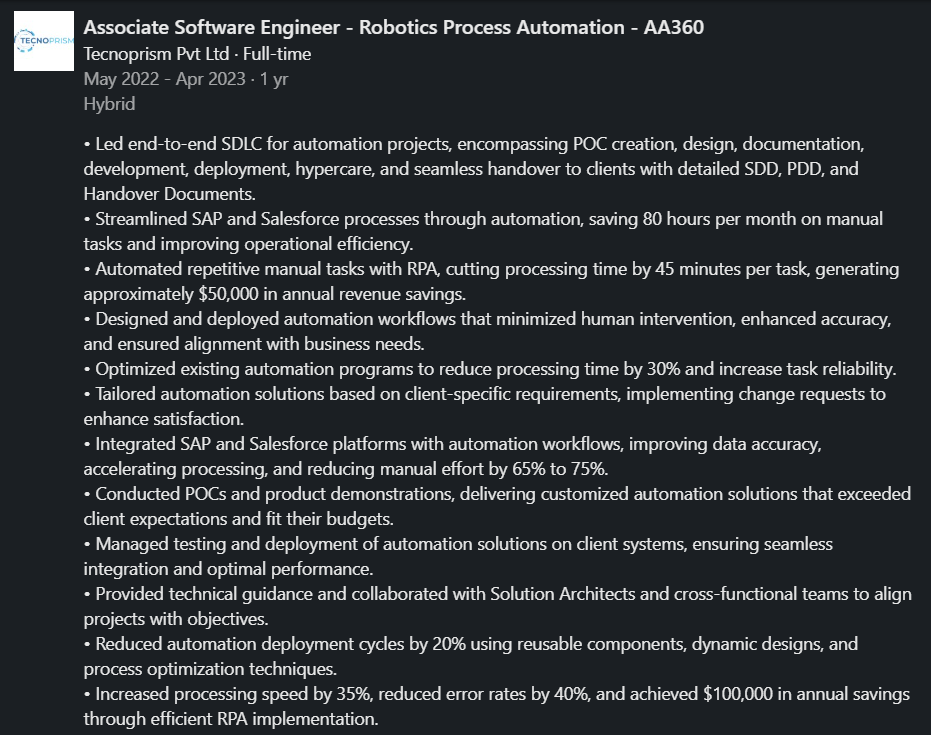 TECNOPRISM
Associate Software Engineer - Robotics Process Automation - AA360
Tecnoprism Pvt Ltd · Full-time
May 2022 - Apr 2023 · 1 yr
Hybrid
• Led end-to-end SDLC for automation projects, encompassing POC creation, design, documentation,
development, deployment, hypercare, and seamless handover to clients with detailed SDD, PDD, and
Handover Documents.
• Streamlined SAP and Salesforce processes through automation, saving 80 hours per month on manual
tasks and improving operational efficiency.
• Automated repetitive manual tasks with RPA, cutting processing time by 45 minutes per task, generating
approximately $50,000 in annual revenue savings.
• Designed and deployed automation workflows that minimized human intervention, enhanced accuracy,
and ensured alignment with business needs.
• Optimized existing automation programs to reduce processing time by 30% and increase task reliability.
• Tailored automation solutions based on client-specific requirements, implementing change requests to
enhance satisfaction.
• Integrated SAP and Salesforce platforms with automation workflows, improving data accuracy,
accelerating processing, and reducing manual effort by 65% to 75%.
• Conducted POCs and product demonstrations, delivering customized automation solutions that exceeded
client expectations and fit their budgets.
• Managed testing and deployment of automation solutions on client systems, ensuring seamless
integration and optimal performance.
• Provided technical guidance and collaborated with Solution Architects and cross-functional teams to align
projects with objectives.
• Reduced automation deployment cycles by 20% using reusable components, dynamic designs, and
process optimization techniques.
• Increased processing speed by 35%, reduced error rates by 40%, and achieved $100,000 in annual savings
through efficient RPA implementation.